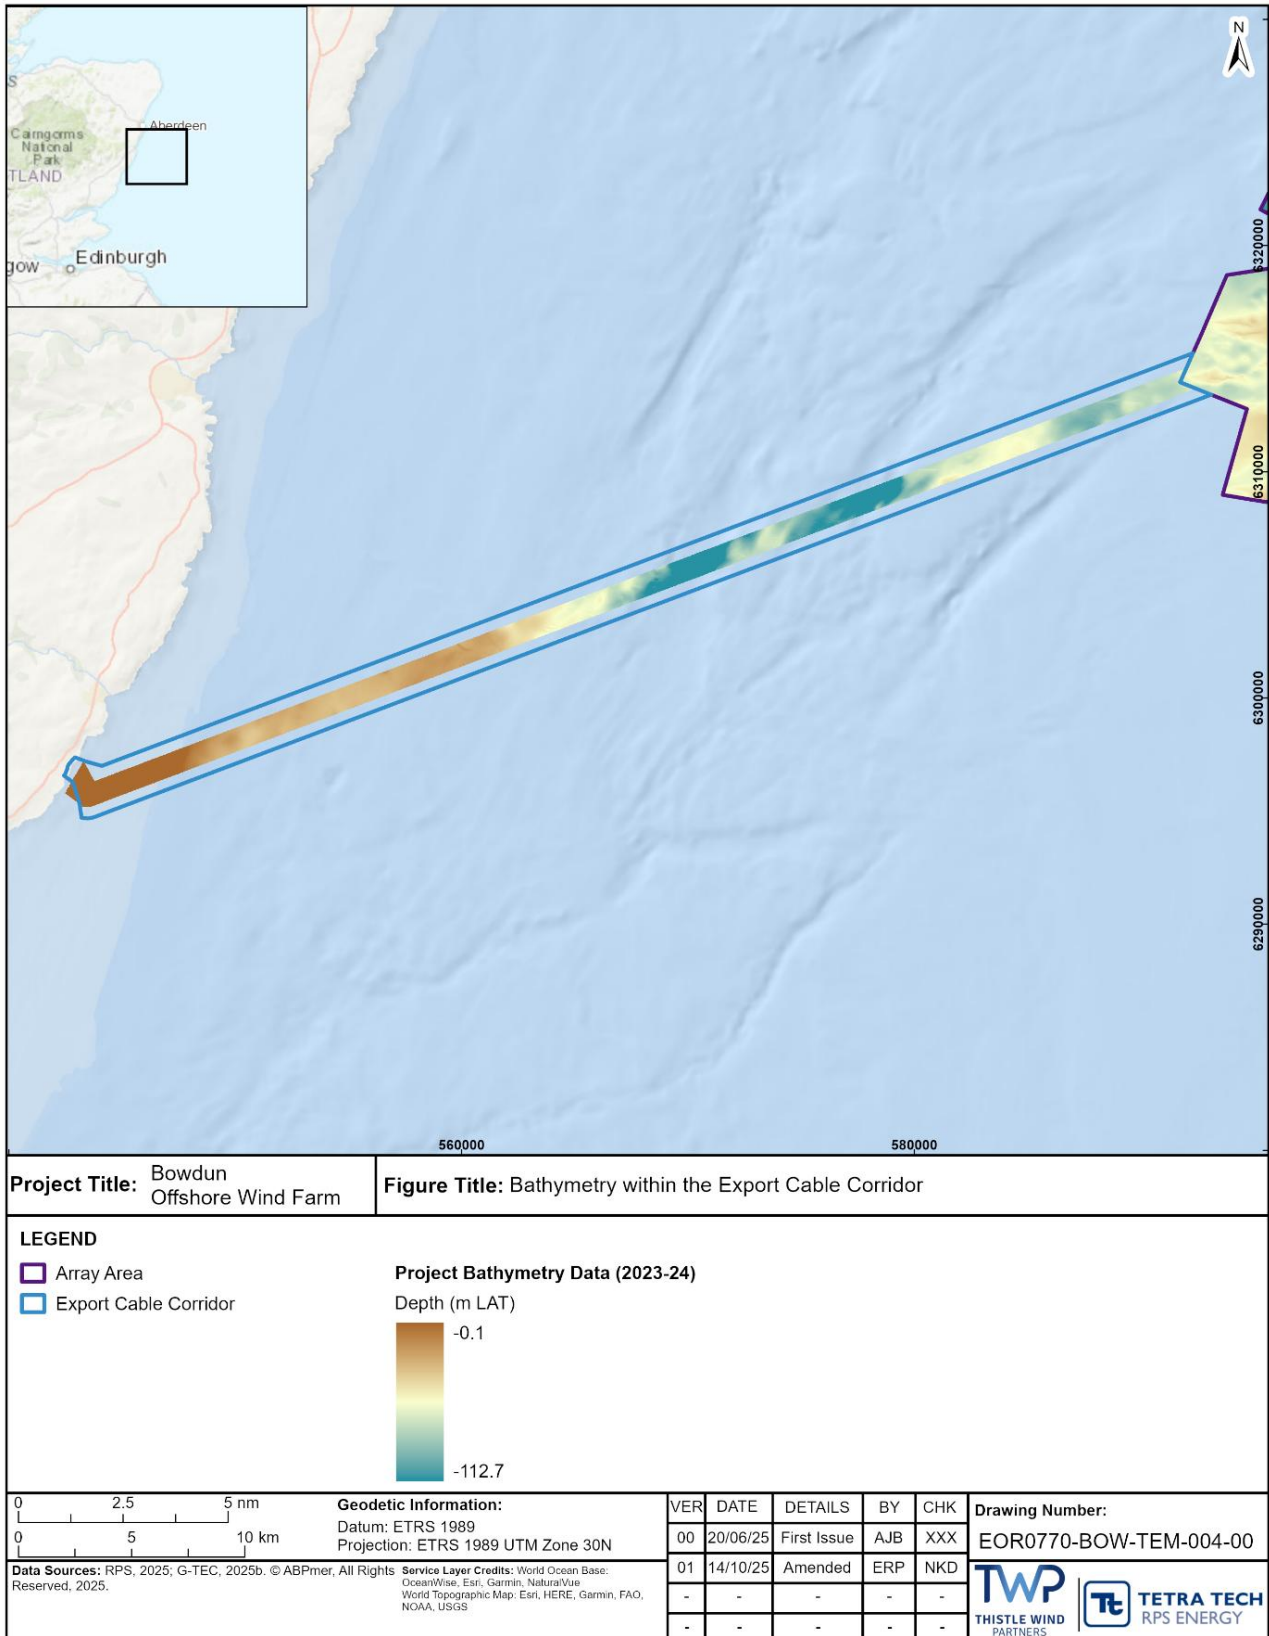 N
S
Aberdeen
Cairngorms
National
Park
TLAND
Edinburgh
gow
6320000
6310000
6300000
6290000
560000
580000
Project Title: Bowdun
Offshore Wind Farm
Figure Title: Bathymetry within the Export Cable Corridor
LEGEND
Array Area
Export Cable Corridor
Project Bathymetry Data (2023-24)
Depth (m LAT)
-0.1
-112.7
0 2.5 5 nm
0 5 10 km
Geodetic Information:
Datum: ETRS 1989
Projection: ETRS 1989 UTM Zone 30N
Data Sources: RPS, 2025; G-TEC, 2025b. © ABPmer, All Rights
Reserved, 2025.
Service Layer Credits: World Ocean Base:
OceanWise, Esri, Garmin, NaturalVue
World Topographic Map: Esri, HERE, Garmin, FAO,
NOAA, USGS
VER DATE DETAILS BY CHK
00 20/06/25 First Issue AJB XXX
01 14/10/25 Amended ERP NKD
- - - - -
- - - - -
Drawing Number:
EOR0770-BOW-TEM-004-00
TWP
THISTLE WIND
PARTNERS
Tt
TETRA TECH
RPS ENERGY